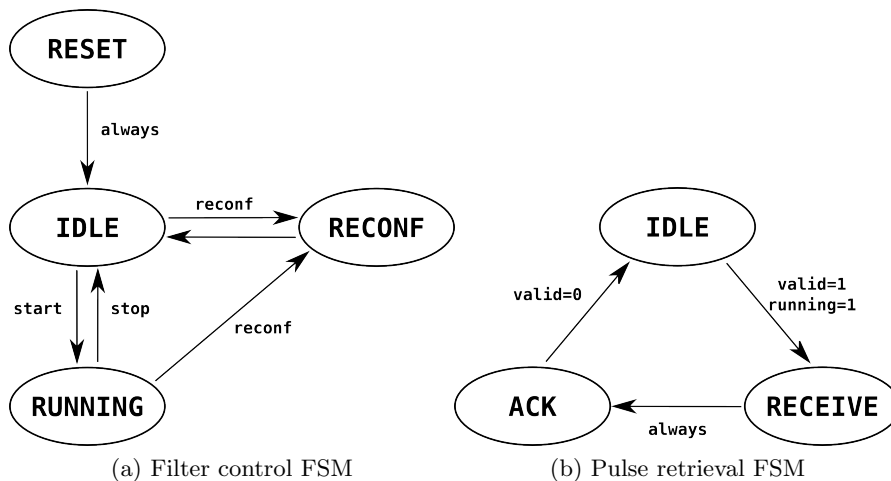 RESET
always
IDLE
reconf
RECONF
start
stop
reconf
RUNNING
(a) Filter control FSM
IDLE
valid=0
valid=1
running=1
ACK
always
RECEIVE
(b) Pulse retrieval FSM